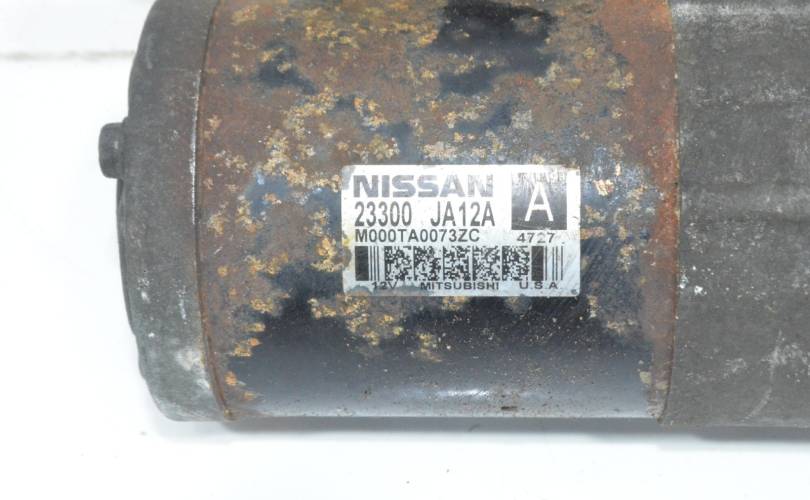 NISSAN
A
23300 JA12A
M000TA0073ZC 4727
12V MITSUBISHI U.S.A.